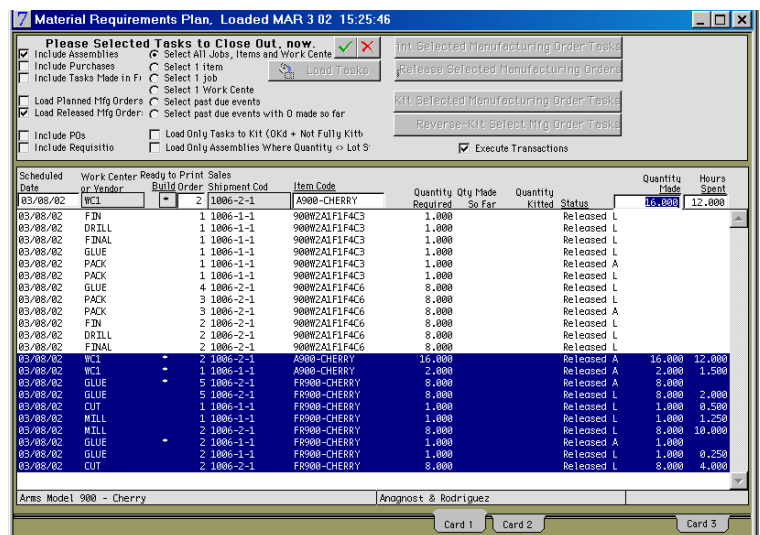 7 Material Requirements Plan, Loaded MAR 3 02 15:25:46
Please Selected Tasks to Close Out, now.
Include Assemblies
Select All Jobs, Items and Work Cente
Include Purchases
Select 1 item
Load Tasks
Include Tasks Made in F
Select 1 job
Select 1 Work Cente
Load Planned Mfg Orders
Select past due events
Load Released Mfg Order
Select past due events with 0 made so far
Include POs
Load Only Tasks to Kit (OKd + Not Fully Kitt
Include Requisitio
Load Only Assemblies Where Quantity <> Lot S
int Selected Manufacturing Order Tasks
Release Selected Manufacturing Orders
Kit Selected Manufacturing Order Tasks
Reverse-Kit Select Mfg Order Tasks
Execute Transactions
Scheduled Date Work Center or Vendor Ready to Build Print Order Sales Shipment Cod Item Code Quantity Required Qty Made So Far Quantity Kitted Status Quantity Made Hours Spent
03/08/02 WC1 * 2 1006-2-1 A900-CHERRY 16.000 12.000
03/08/02 FIN 1 1006-1-1 900W2A1F1F4C3 1.000 Released L
03/08/02 DRILL 1 1006-1-1 900W2A1F1F4C3 1.000 Released L
03/08/02 FINAL 1 1006-1-1 900W2A1F1F4C3 1.000 Released L
03/08/02 GLUE 1 1006-1-1 900W2A1F1F4C3 1.000 Released L
03/08/02 PACK 1 1006-1-1 900W2A1F1F4C3 1.000 Released A
03/08/02 PACK 1 1006-1-1 900W2A1F1F4C3 1.000 Released L
03/08/02 GLUE 4 1006-2-1 900W2A1F1F4C6 8.000 Released L
03/08/02 PACK 3 1006-2-1 900W2A1F1F4C6 8.000 Released L
03/08/02 PACK 3 1006-2-1 900W2A1F1F4C6 8.000 Released A
03/08/02 FIN 2 1006-2-1 900W2A1F1F4C6 8.000 Released L
03/08/02 DRILL 2 1006-2-1 900W2A1F1F4C6 8.000 Released L
03/08/02 FINAL 2 1006-2-1 900W2A1F1F4C6 8.000 Released L
03/08/02 WC1 * 2 1006-2-1 A900-CHERRY 16.000 Released A 16.000 12.000
03/08/02 WC1 * 1 1006-1-1 A900-CHERRY 2.000 Released A 2.000 1.500
03/08/02 GLUE * 5 1006-2-1 FR900-CHERRY 8.000 Released A 8.000
03/08/02 GLUE 5 1006-2-1 FR900-CHERRY 8.000 Released L 8.000 2.000
03/08/02 CUT 1 1006-1-1 FR900-CHERRY 1.000 Released L 1.000 0.500
03/08/02 MILL 1 1006-1-1 FR900-CHERRY 1.000 Released L 1.000 1.250
03/08/02 MILL 2 1006-2-1 FR900-CHERRY 8.000 Released L 8.000 10.000
03/08/02 GLUE * 2 1006-1-1 FR900-CHERRY 1.000 Released A 1.000
03/08/02 GLUE 2 1006-1-1 FR900-CHERRY 1.000 Released L 1.000 0.250
03/08/02 CUT 2 1006-2-1 FR900-CHERRY 8.000 Released L 8.000 4.000
Arms Model 900 - Cherry Anagnost & Rodriguez
Card 1 Card 2 Card 3